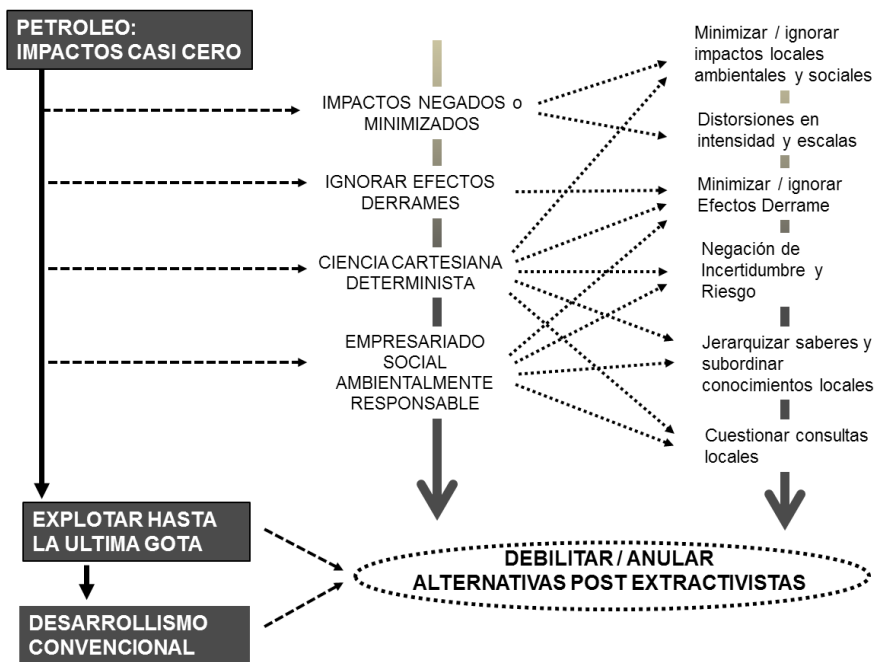 PETROLEO:
IMPACTOS CASI CERO
IMPACTOS NEGADOS o
MINIMIZADOS
IGNORAR EFECTOS
DERRAMES
CIENCIA CARTESIANA
DETERMINISTA
EMPRESARIADO
SOCIAL
AMBIENTALMENTE
RESPONSABLE
Minimizar / ignorar
impactos locales
ambientales y sociales
Distorsiones en
intensidad y escalas
Minimizar / ignorar
Efectos Derrame
Negación de
Incertidumbre y
Riesgo
Jerarquizar saberes y
subordinar
conocimientos locales
Cuestionar consultas
locales
EXPLOTAR HASTA
LA ULTIMA GOTA
DESARROLLISMO
CONVENCIONAL
DEBILITAR / ANULAR
ALTERNATIVAS POST EXTRACTIVISTAS